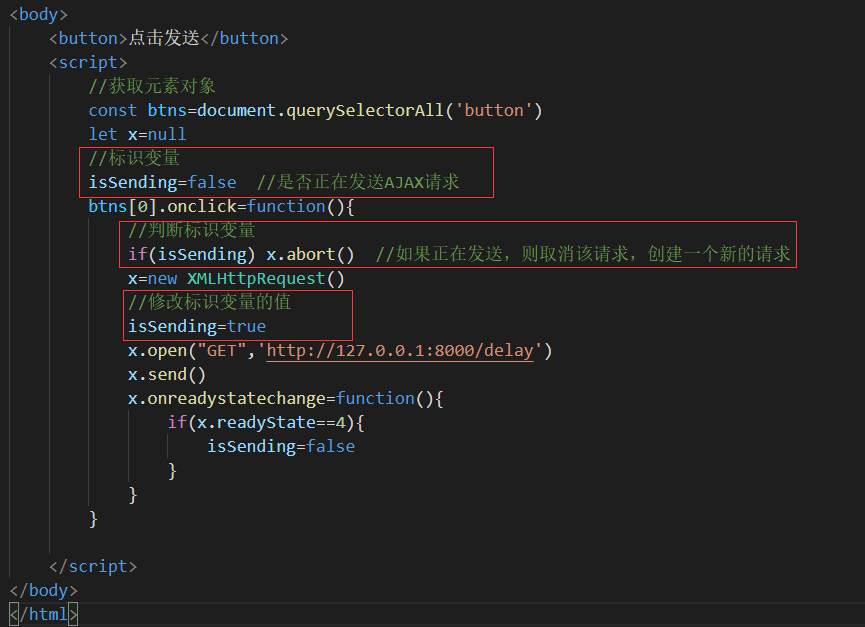 <body>
<button>点击发送</button>
<script>
//获取元素对象
const btns=document.querySelectorAll('button')
let x=null
//标识变量
isSending=false  //是否正在发送AJAX请求
btns[0].onclick=function(){
//判断标识变量
if(isSending) x.abort()  //如果正在发送，则取消该请求，创建一个新的请求
x=new XMLHttpRequest()
//修改标识变量的值
isSending=true
x.open("GET",'http://127.0.0.1:8000/delay')
x.send()
x.onreadystatechange=function(){
if(x.readyState==4){
isSending=false
}
}
}
</script>
</body>
</html>